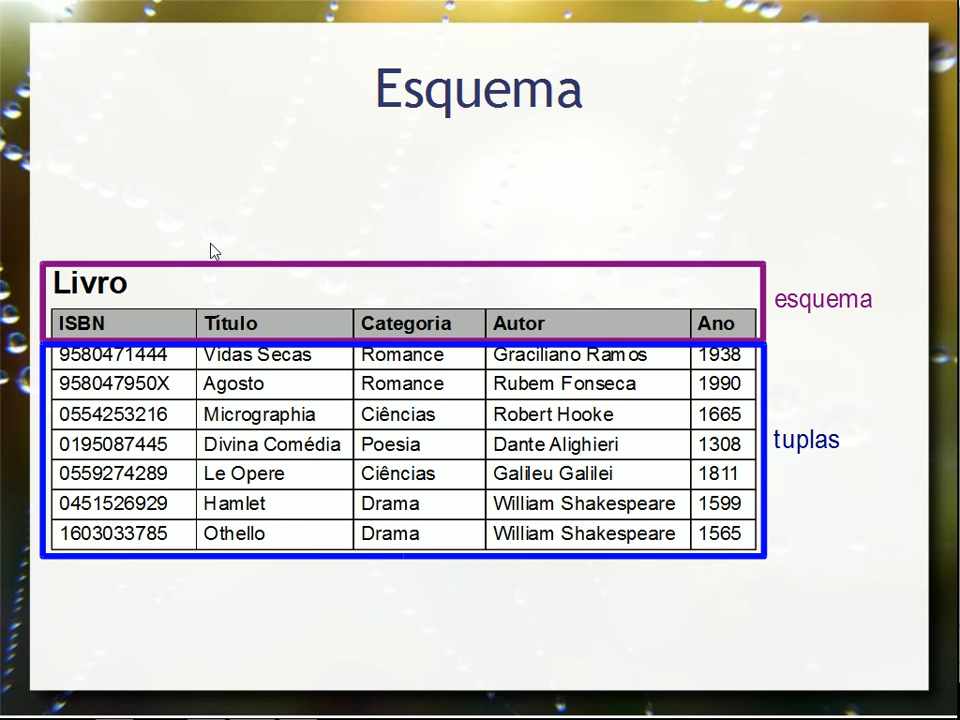 Esquema
Livro
esquema
ISBN Título Categoria Autor Ano
9580471444 Vidas Secas Romance Graciliano Ramos 1938
958047950X Agosto Romance Rubem Fonseca 1990
0554253216 Micrographia Ciências Robert Hooke 1665
0195087445 Divina Comédia Poesia Dante Alighieri 1308
tuplas
0559274289 Le Opere Ciências Galileu Galilei 1811
0451526929 Hamlet Drama William Shakespeare 1599
1603033785 Othello Drama William Shakespeare 1565